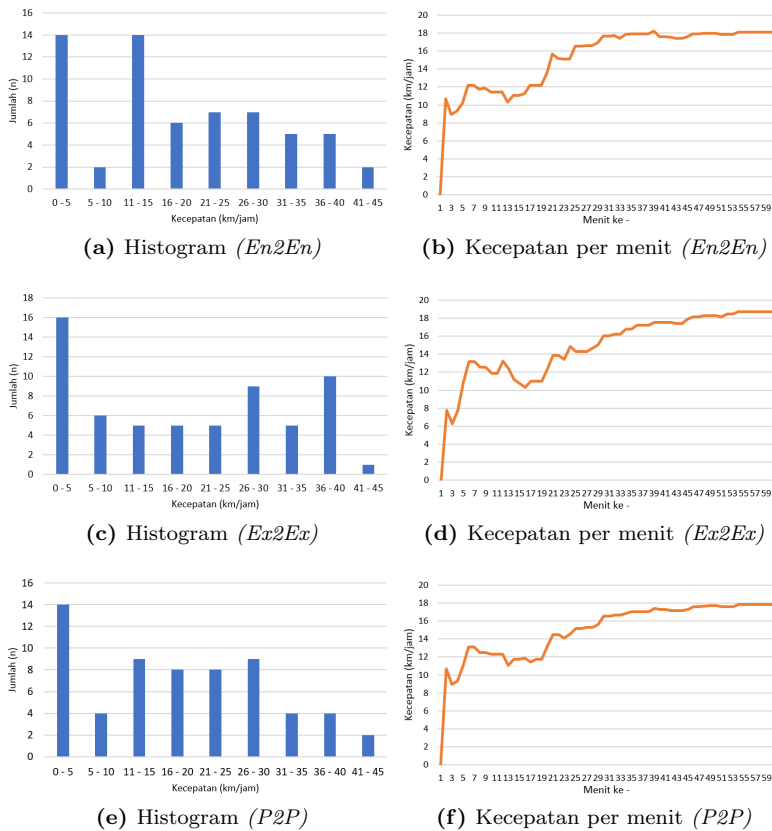 16
14
12
10
8
6
4
2
0
Jumlah (n)
0 - 5 5 - 10 11 - 15 16 - 20 21 - 25 26 - 30 31 - 35 36 - 40 41 - 45
Kecepatan (km/jam)
(a) Histogram (En2En)
20
18
16
14
12
10
8
6
4
2
0
Kecepatan (km/jam)
1 3 5 7 9 11 13 15 17 19 21 23 25 27 29 31 33 35 37 39 41 43 45 47 49 51 53 55 57 59
Menit ke -
(b) Kecepatan per menit (En2En)
18
16
14
12
10
8
6
4
2
0
Jumlah (n)
0 - 5 5 - 10 11 - 15 16 - 20 21 - 25 26 - 30 31 - 35 36 - 40 41 - 45
Kecepatan (km/jam)
(c) Histogram (Ex2Ex)
20
18
16
14
12
10
8
6
4
2
0
Kecepatan (km/jam)
1 3 5 7 9 11 13 15 17 19 21 23 25 27 29 31 33 35 37 39 41 43 45 47 49 51 53 55 57 59
Menit ke -
(d) Kecepatan per menit (Ex2Ex)
16
14
12
10
8
6
4
2
0
Jumlah (n)
0 - 5 5 - 10 11 - 15 16 - 20 21 - 25 26 - 30 31 - 35 36 - 40 41 - 45
Kecepatan (km/jam)
(e) Histogram (P2P)
20
18
16
14
12
10
8
6
4
2
0
Kecepatan (km/jam)
1 3 5 7 9 11 13 15 17 19 21 23 25 27 29 31 33 35 37 39 41 43 45 47 49 51 53 55 57 59
Menit ke -
(f) Kecepatan per menit (P2P)